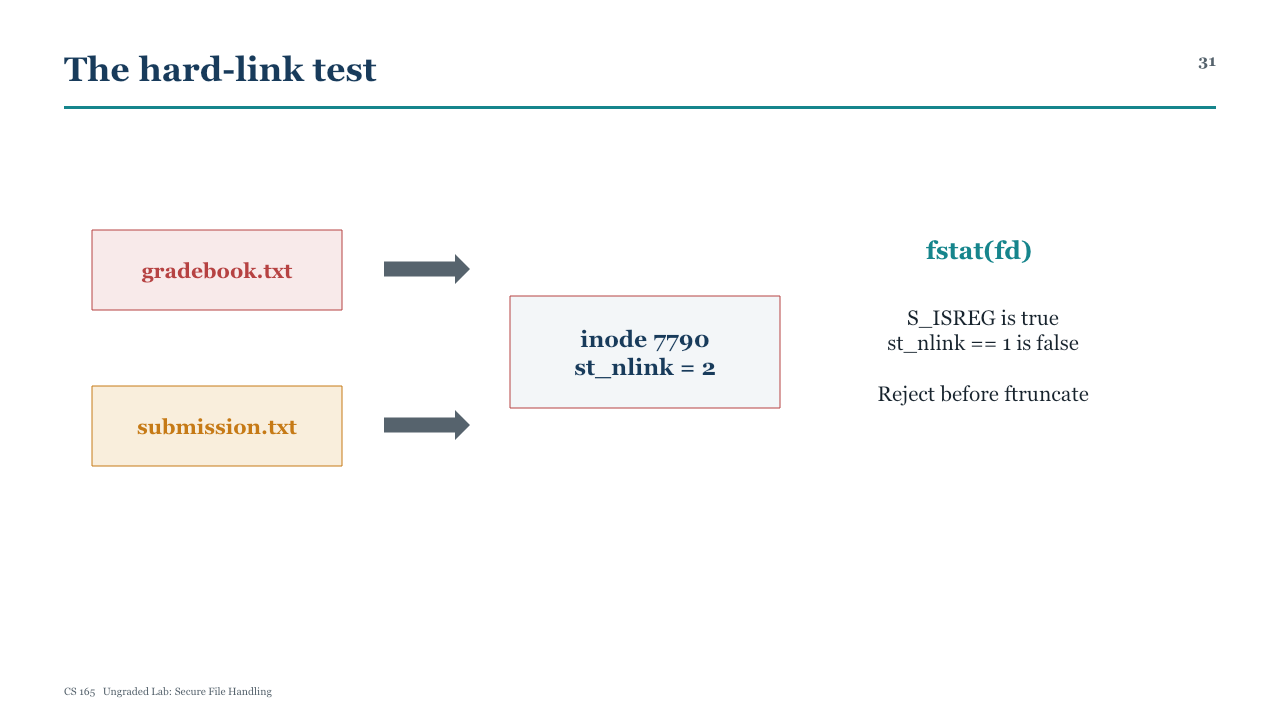 The hard-link test
31
gradebook.txt
submission.txt
inode 7790
st_nlink = 2
fstat(fd)
S_ISREG is true
st_nlink == 1 is false
Reject before ftruncate
CS 165 Ungraded Lab: Secure File Handling